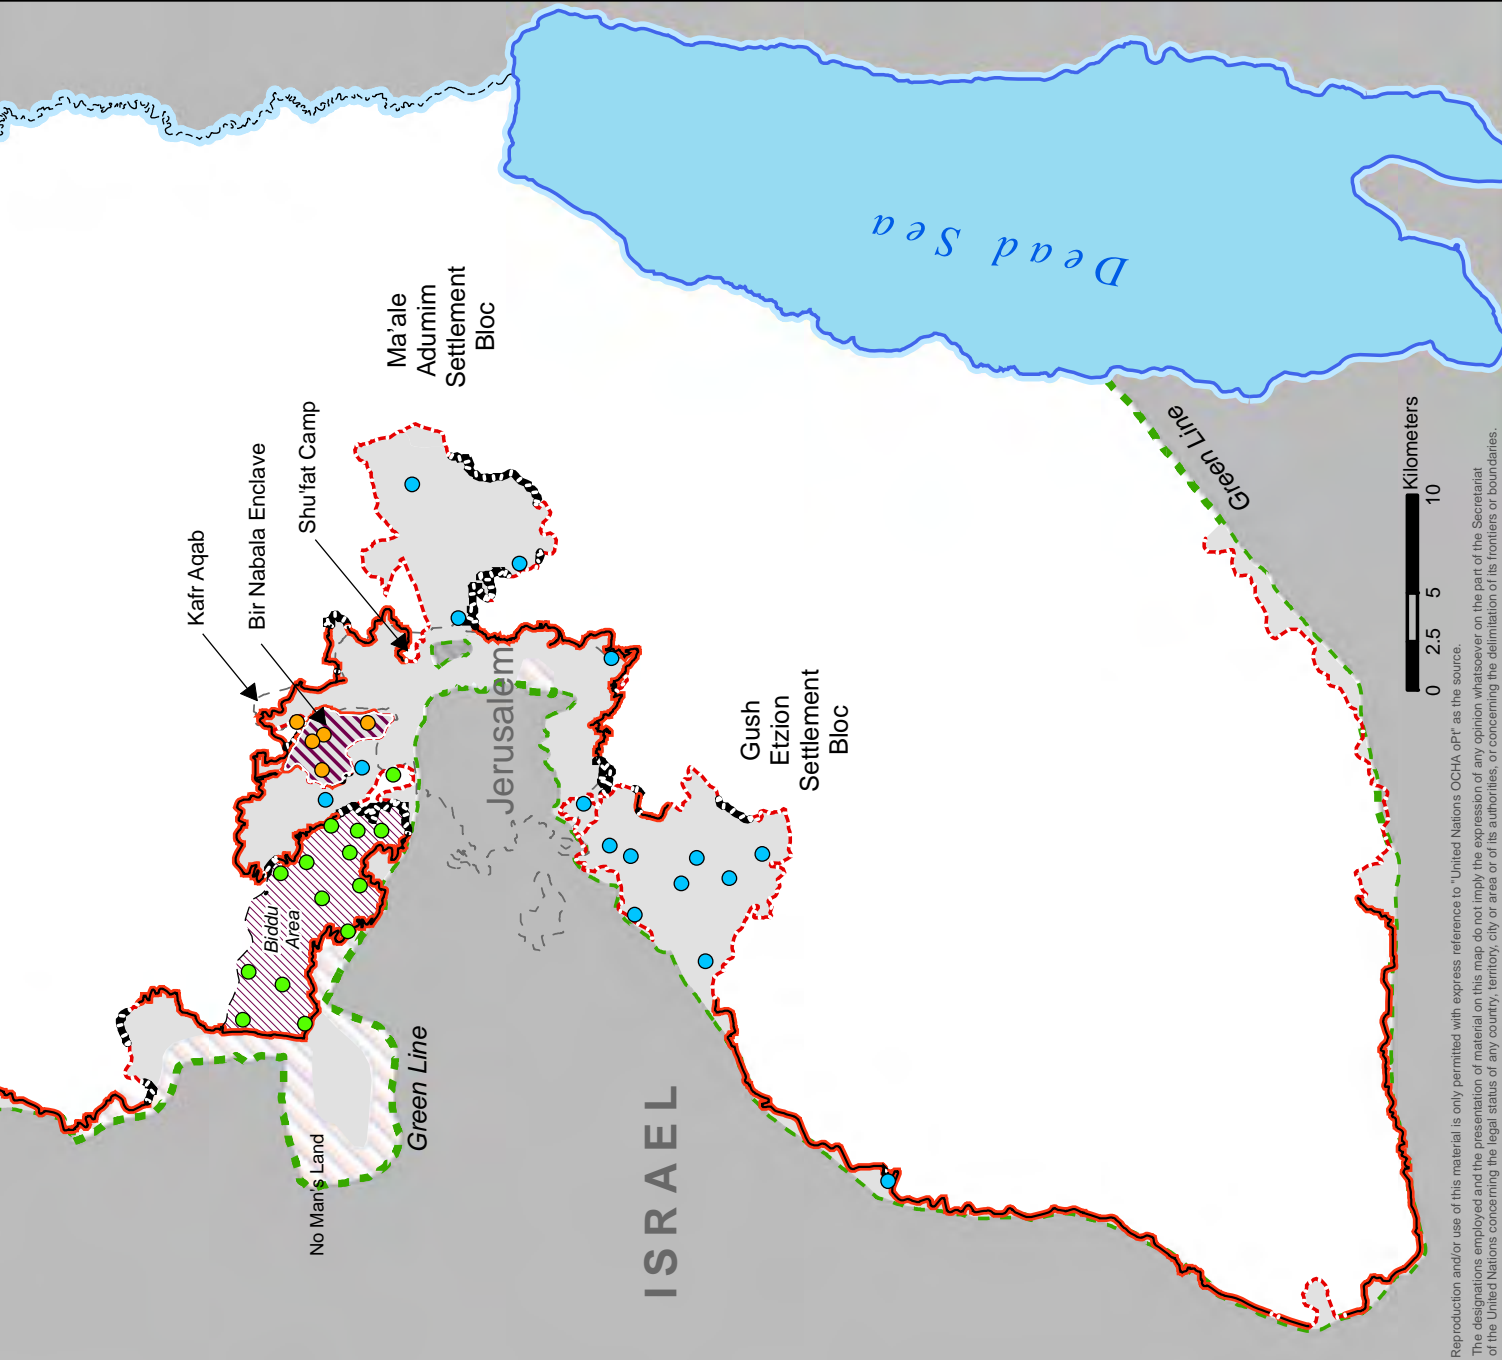 Kafr Aqab
Bir Nabala Enclave
Shu'fat Camp
Ma'ale
Adumim
Settlement
Bloc
Dead Sea
Biddu
Area
Jerusalem
No Man's Land
Green Line
Gush
Etzion
Settlement
Bloc
ISRAEL
Green Line
0 2.5 5 10
Kilometers
Reproduction and/or use of this material is only permitted with express reference to "United Nations OCHA oPt" as the source.
The designations employed and the presentation of material on this map do not imply the expression of any opinion whatsoever on the part of the Secretariat
of the United Nations concerning the legal status of any country, territory, city or area or of its authorities, or concerning the delimitation of its frontiers or boundaries.